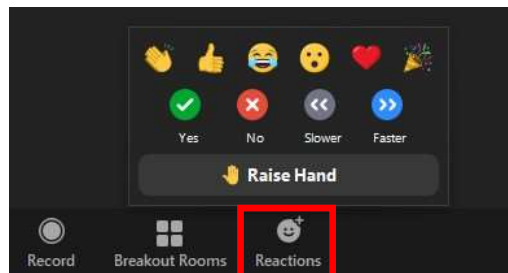 Yes No Slower Faster
Raise Hand
Record Breakout Rooms Reactions